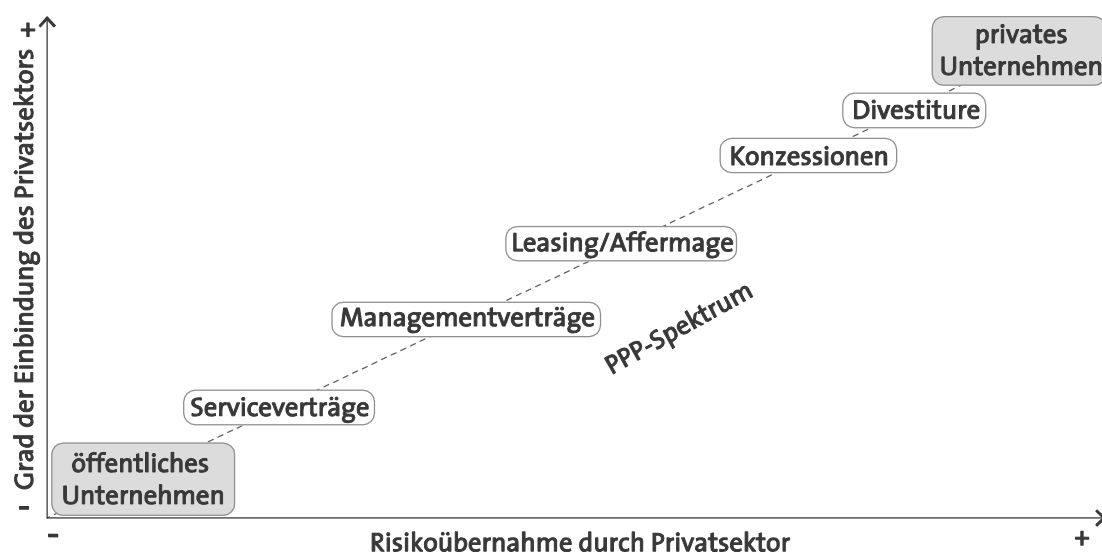 +
Grad der Einbindung des Privatsektors
-
privates
Unternehmen
Divestiture
Konzessionen
Leasing/Affermage
Managementverträge
PPP-Spektrum
Serviceverträge
öffentliches
Unternehmen
-
Risikoübernahme durch Privatsektor
+